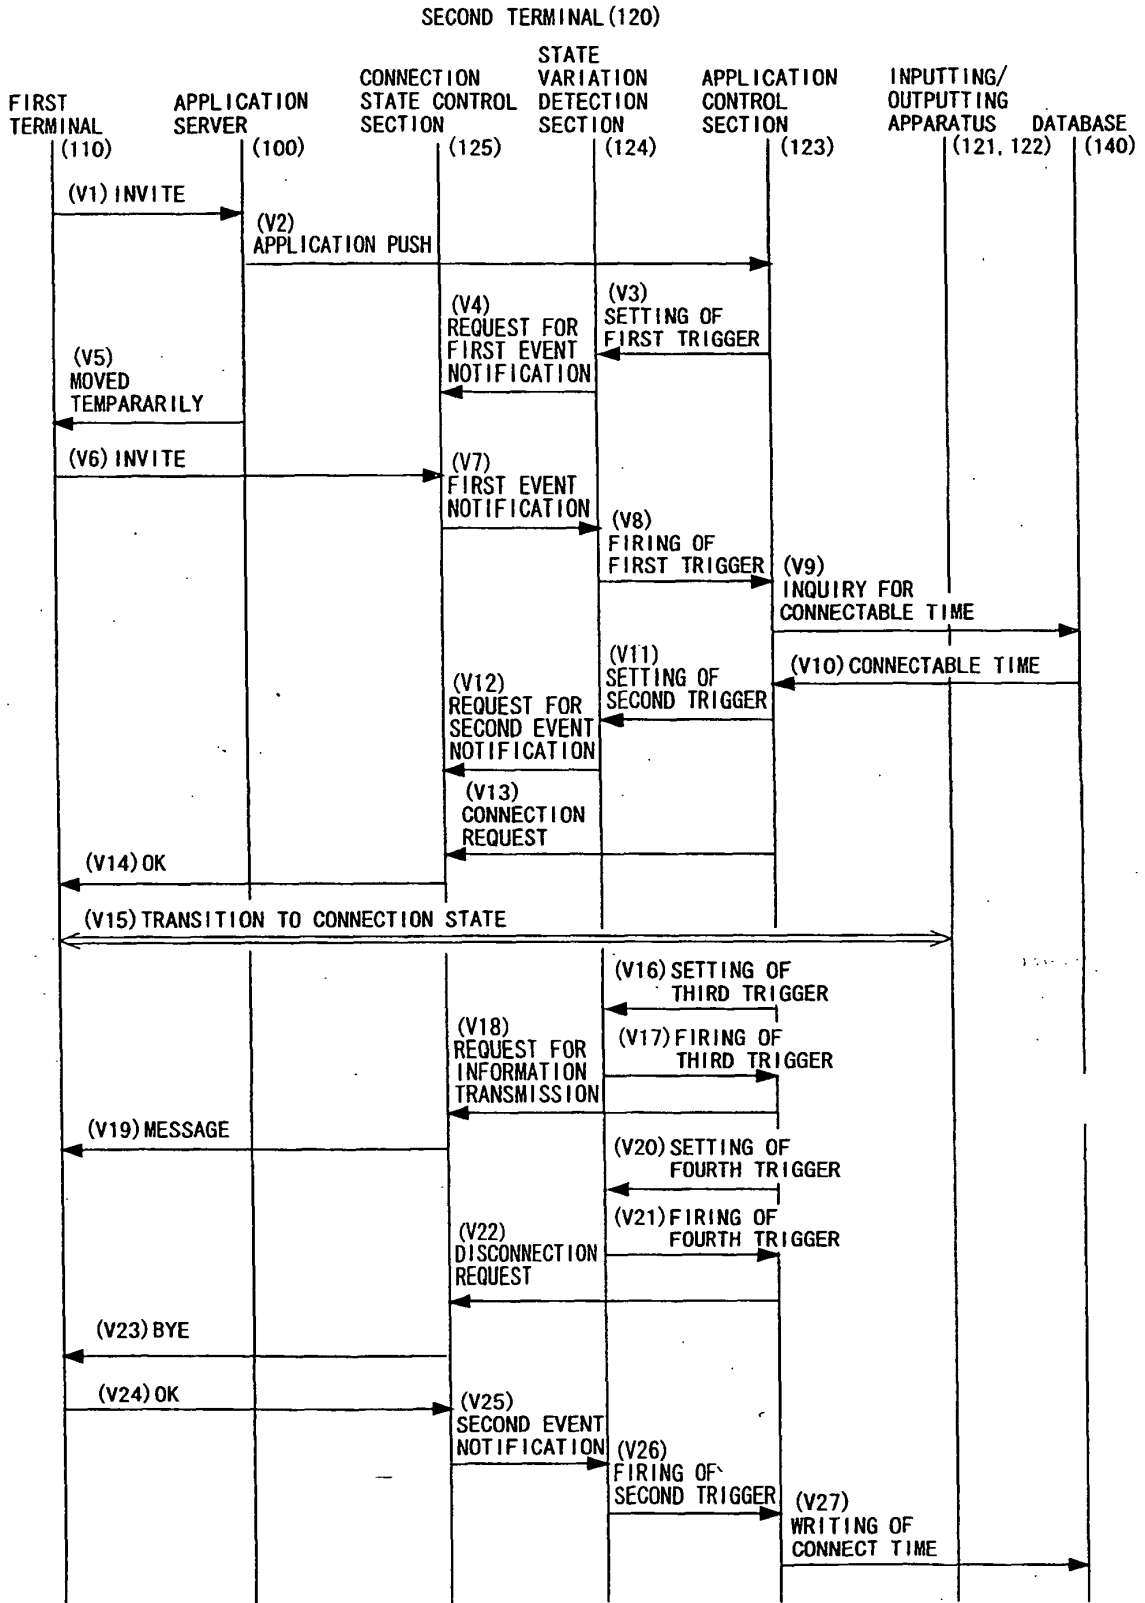 SECOND TERMINAL(120)
FIRST
TERMINAL
(110)
APPLICATION
SERVER
(100)
CONNECTION
STATE CONTROL
SECTION
(125)
STATE
VARIATION
DETECTION
SECTION
(124)
APPLICATION
CONTROL
SECTION
(123)
INPUTTING/
OUTPUTTING
APPARATUS
(121, 122)
DATABASE
(140)
(V1) INVITE
(V2)
APPLICATION PUSH
(V3)
SETTING OF
FIRST TRIGGER
(V4)
REQUEST FOR
FIRST EVENT
NOTIFICATION
(V5)
MOVED
TEMPARARILY
(V6) INVITE
(V7)
FIRST EVENT
NOTIFICATION
(V8)
FIRING OF
FIRST TRIGGER
(V9)
INQUIRY FOR
CONNECTABLE TIME
(V10) CONNECTABLE TIME
(V11)
SETTING OF
SECOND TRIGGER
(V12)
REQUEST FOR
SECOND EVENT
NOTIFICATION
(V13)
CONNECTION
REQUEST
(V14) OK
(V15) TRANSITION TO CONNECTION STATE
(V16) SETTING OF
THIRD TRIGGER
(V17) FIRING OF
THIRD TRIGGER
(V18)
REQUEST FOR
INFORMATION
TRANSMISSION
(V19) MESSAGE
(V20) SETTING OF
FOURTH TRIGGER
(V21) FIRING OF
FOURTH TRIGGER
(V22)
DISCONNECTION
REQUEST
(V23) BYE
(V24) OK
(V25)
SECOND EVENT
NOTIFICATION
(V26)
FIRING OF
SECOND TRIGGER
(V27)
WRITING OF
CONNECT TIME